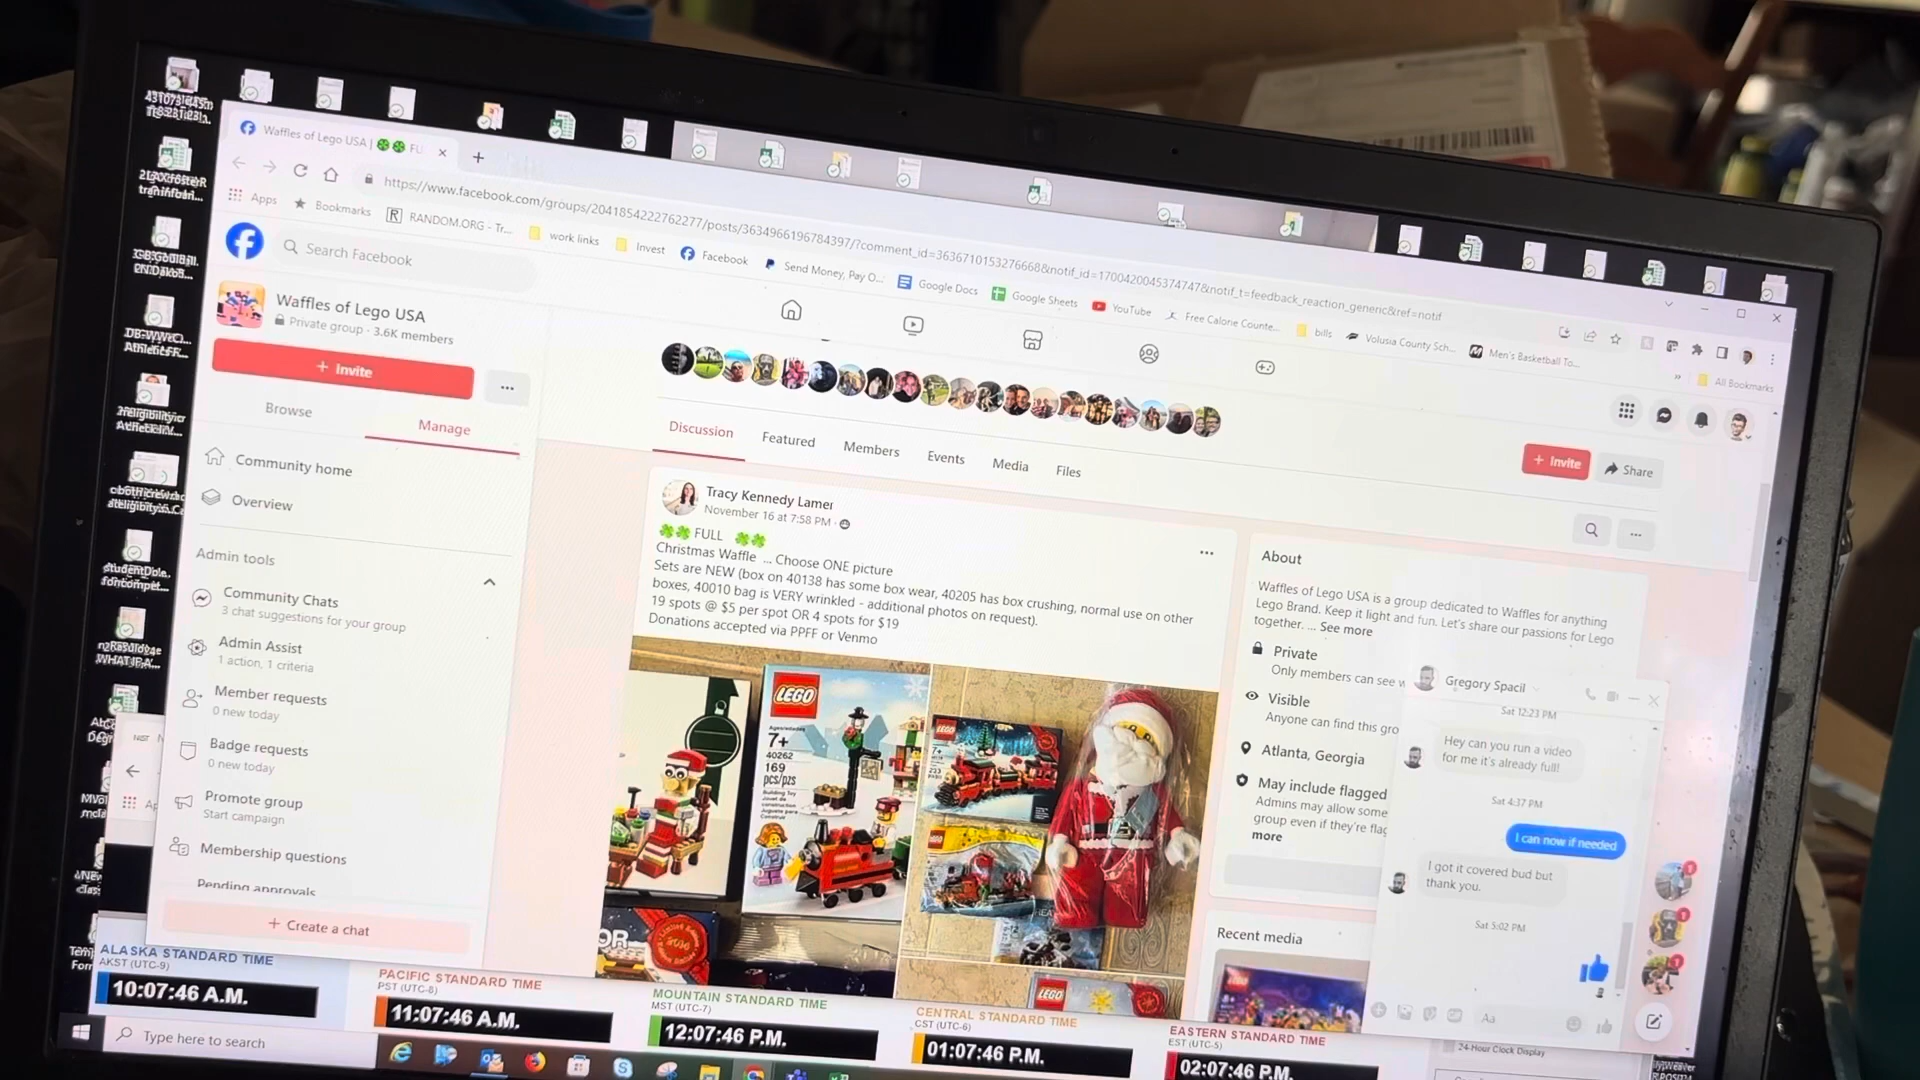 Waffles of Lego USA | 🍀🍀 FU
https://www.facebook.com/groups/2041854222762277/posts/3634966196784397/?comment_id=3636710153276668&notif_id=1700420045374747&notif_t=feedback_reaction_generic&ref=notif
Apps
Bookmarks
RANDOM.ORG - Tr...
work links
Invest
Facebook
Send Money, Pay O...
Google Docs
Google Sheets
YouTube
Free Calorie Counte...
bills
Volusia County Sch...
Men's Basketball To...
»
All Bookmarks
Search Facebook
Waffles of Lego USA
Private group · 3.6K members
+ Invite
...
Browse
Manage
Community home
Overview
Admin tools
Community Chats
3 chat suggestions for your group
Admin Assist
1 action, 1 criteria
Member requests
0 new today
Badge requests
0 new today
Promote group
Start campaign
Membership questions
Pending approvals
+ Create a chat
Discussion
Featured
Members
Events
Media
Files
+ Invite
Share
Tracy Kennedy Lamer
November 16 at 7:58 PM ·
🍀🍀 FULL 🍀🍀
Christmas Waffle ... Choose ONE picture
Sets are NEW (box on 40138 has some box wear, 40205 has box crushing, normal use on other
boxes, 40010 bag is VERY wrinkled - additional photos on request).
19 spots @ $5 per spot OR 4 spots for $19
Donations accepted via PPFF or Venmo
LEGO
7+
40262
169
pcs/pzs
LEGO
7+
233
LEGO
LEGO
LEGO
About
Waffles of Lego USA is a group dedicated to Waffles for anything
Lego Brand. Keep it light and fun. Let's share our passions for Lego
together. ... See more
Private
Only members can see w
Visible
Anyone can find this gro
Atlanta, Georgia
May include flagged
Admins may allow some
group even if they're flag
more
Recent media
Gregory Spacil
Sat 12:23 PM
Hey can you run a video
for me it's already full!
Sat 4:37 PM
I can now if needed
I got it covered bud but
thank you.
Sat 5:02 PM
Aa
1
1
1
ALASKA STANDARD TIME
AKST (UTC-9)
10:07:46 A.M.
PACIFIC STANDARD TIME
PST (UTC-8)
11:07:46 A.M.
MOUNTAIN STANDARD TIME
MST (UTC-7)
12:07:46 P.M.
CENTRAL STANDARD TIME
CST (UTC-6)
01:07:46 P.M.
EASTERN STANDARD TIME
EST (UTC-5)
02:07:46 P.M.
24-Hour Clock Display
Type here to search